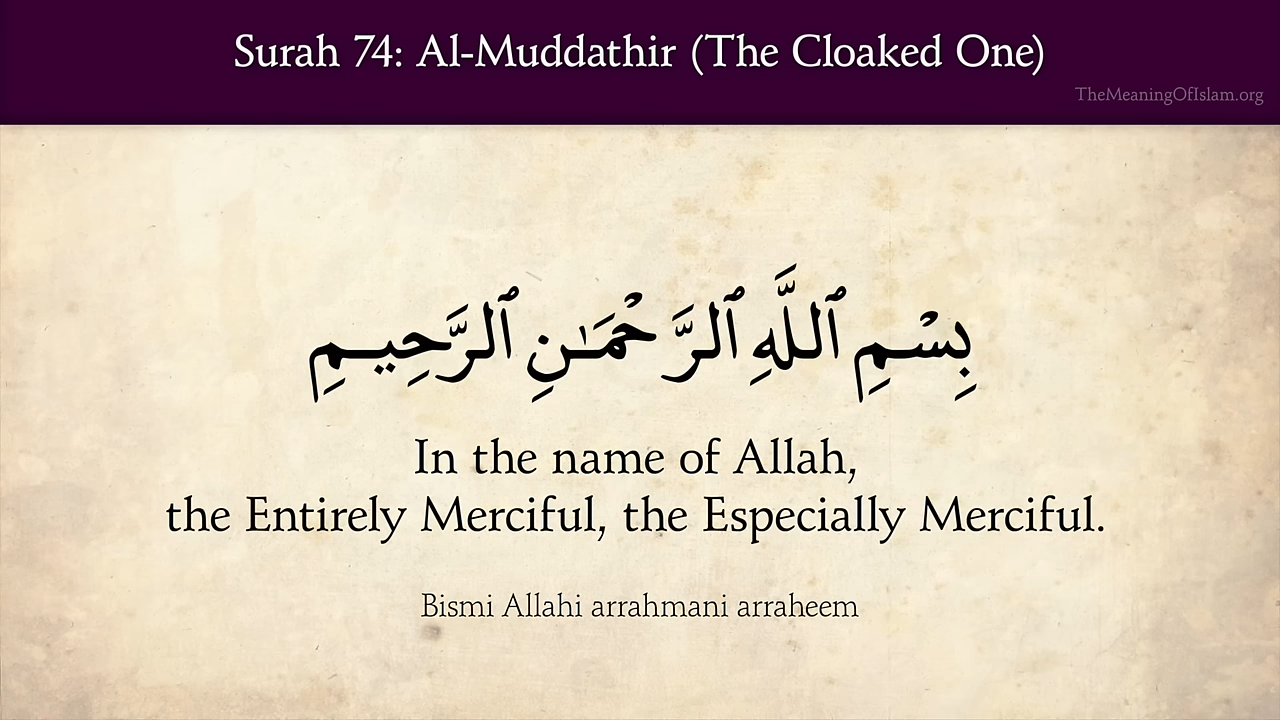 Surah 74: Al-Muddathir (The Cloaked One)
TheMeaningOfIslam.org
بِسْمِ ٱللَّهِ ٱلرَّحْمَـٰنِ ٱلرَّحِيمِ
In the name of Allah,
the Entirely Merciful, the Especially Merciful.
Bismi Allahi arrahmani arraheem